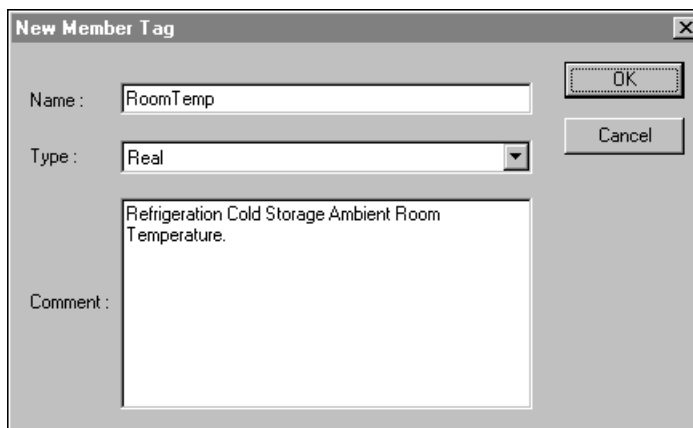 New Member Tag
Name :
RoomTemp
OK
Type :
Real
Cancel
Comment :
Refrigeration Cold Storage Ambient Room
Temperature.